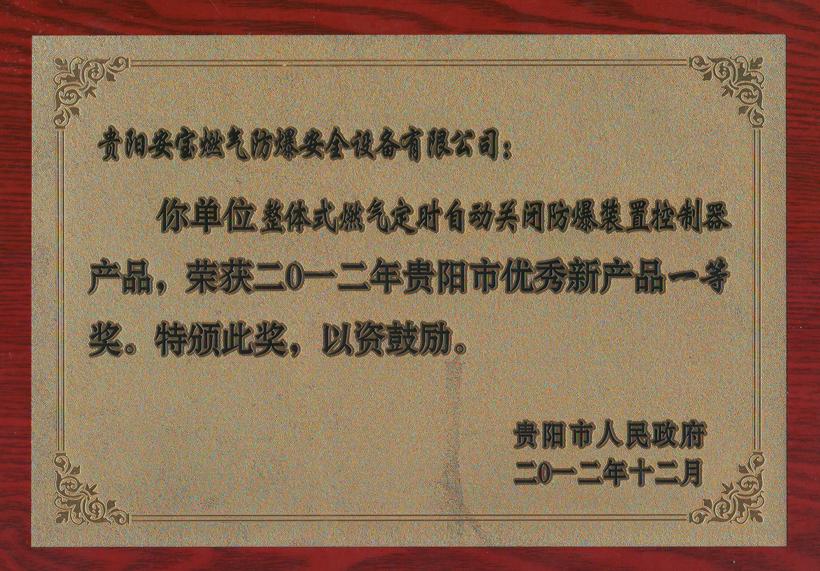 贵阳安宝燃气防爆安全设备有限公司：
你单位整体式燃气定时自动关闭防爆装置控制器
产品，荣获二0一二年贵阳市优秀新产品一等
奖。特颁此奖，以资鼓励。
贵阳市人民政府
二0一二年十二月